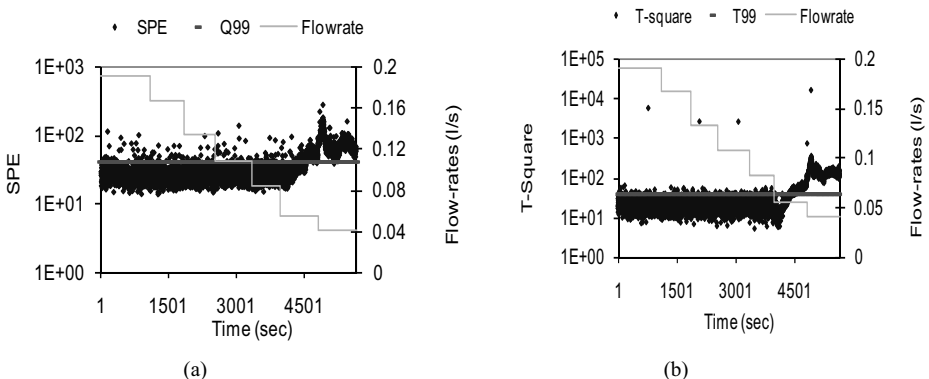 SPE Q99 Flowrate
1E+03
1E+02
1E+01
1E+00
SPE
0.2
0.16
0.12
0.08
0.04
0
Flow-rates (l/s)
1 1501 3001 4501
Time (sec)
(a)
T-square T99 Flowrate
1E+05
1E+04
1E+03
1E+02
1E+01
1E+00
T-Square
0.2
0.15
0.1
0.05
0
Flow-rates (l/s)
1 1501 3001 4501
Time (sec)
(b)